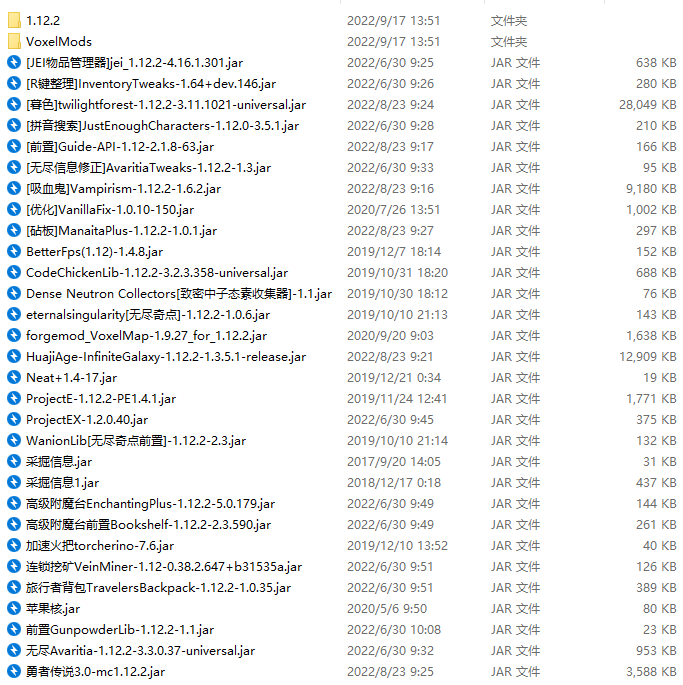 1.12.2 2022/9/17 13:51 文件夹
VoxelMods 2022/9/17 13:51 文件夹
[JEI物品管理器]jei_1.12.2-4.16.1.301.jar 2022/6/30 9:25 JAR 文件 638 KB
[R键整理]InventoryTweaks-1.64+dev.146.jar 2022/6/30 9:26 JAR 文件 280 KB
[暮色]twilightforest-1.12.2-3.11.1021-universal.jar 2022/8/23 9:24 JAR 文件 28,049 KB
[拼音搜索]JustEnoughCharacters-1.12.0-3.5.1.jar 2022/6/30 9:28 JAR 文件 210 KB
[前置]Guide-API-1.12-2.1.8-63.jar 2022/8/23 9:17 JAR 文件 166 KB
[无尽信息修正]AvaritiaTweaks-1.12.2-1.3.jar 2022/6/30 9:33 JAR 文件 95 KB
[吸血鬼]Vampirism-1.12.2-1.6.2.jar 2022/8/23 9:16 JAR 文件 9,180 KB
[优化]VanillaFix-1.0.10-150.jar 2020/7/26 13:51 JAR 文件 1,002 KB
[砧板]ManaitaPlus-1.12.2-1.0.1.jar 2022/8/23 9:27 JAR 文件 297 KB
BetterFps(1.12)-1.4.8.jar 2019/12/7 18:14 JAR 文件 152 KB
CodeChickenLib-1.12.2-3.2.3.358-universal.jar 2019/10/31 18:20 JAR 文件 688 KB
Dense Neutron Collectors[致密中子态素收集器]-1.1.jar 2019/10/30 18:12 JAR 文件 76 KB
eternalsingularity[无尽奇点]-1.12.2-1.0.6.jar 2019/10/10 21:13 JAR 文件 143 KB
forgemod_VoxelMap-1.9.27_for_1.12.2.jar 2020/9/20 9:03 JAR 文件 1,638 KB
HuajiAge-InfiniteGalaxy-1.12.2-1.3.5.1-release.jar 2022/8/23 9:21 JAR 文件 12,909 KB
Neat+1.4-17.jar 2019/12/21 0:34 JAR 文件 19 KB
ProjectE-1.12.2-PE1.4.1.jar 2019/11/24 12:41 JAR 文件 1,771 KB
ProjectEX-1.2.0.40.jar 2022/6/30 9:45 JAR 文件 375 KB
WanionLib[无尽奇点前置]-1.12.2-2.3.jar 2019/10/10 21:14 JAR 文件 132 KB
采掘信息.jar 2017/9/20 14:05 JAR 文件 31 KB
采掘信息1.jar 2018/12/17 0:18 JAR 文件 437 KB
高级附魔台EnchantingPlus-1.12.2-5.0.179.jar 2022/6/30 9:49 JAR 文件 144 KB
高级附魔台前置Bookshelf-1.12.2-2.3.590.jar 2022/6/30 9:49 JAR 文件 261 KB
加速火把torcherino-7.6.jar 2019/12/10 13:52 JAR 文件 40 KB
连锁挖矿VeinMiner-1.12-0.38.2.647+b31535a.jar 2022/6/30 9:51 JAR 文件 126 KB
旅行者背包TravelersBackpack-1.12.2-1.0.35.jar 2022/6/30 9:51 JAR 文件 389 KB
苹果核.jar 2020/5/6 9:50 JAR 文件 80 KB
前置GunpowderLib-1.12.2-1.1.jar 2022/6/30 10:08 JAR 文件 23 KB
无尽Avaritia-1.12.2-3.3.0.37-universal.jar 2022/6/30 9:32 JAR 文件 953 KB
勇者传说3.0-mc1.12.2.jar 2022/8/23 9:25 JAR 文件 3,588 KB